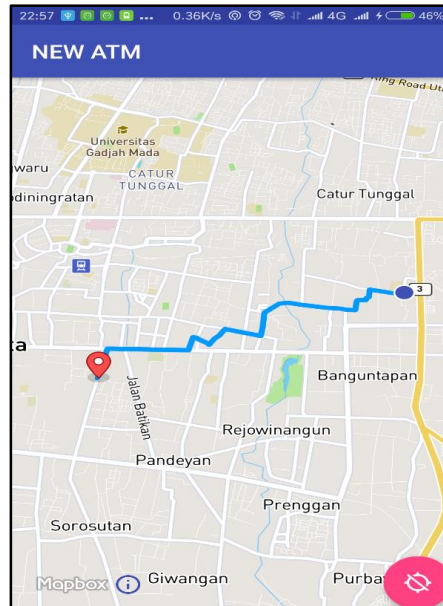 22:57 ... 0.36K/s 4G 46%
NEW ATM
Ring Road Uta
Universitas
Gadjah Mada
waru
CATUR
TUNGGAL
odiningratan
Catur Tunggal
3
ta
Jalan Batikan
Banguntapan
Rejowinangun
Pandeyan
Prenggan
Sorosutan
Mapbox
Giwangan
Purba